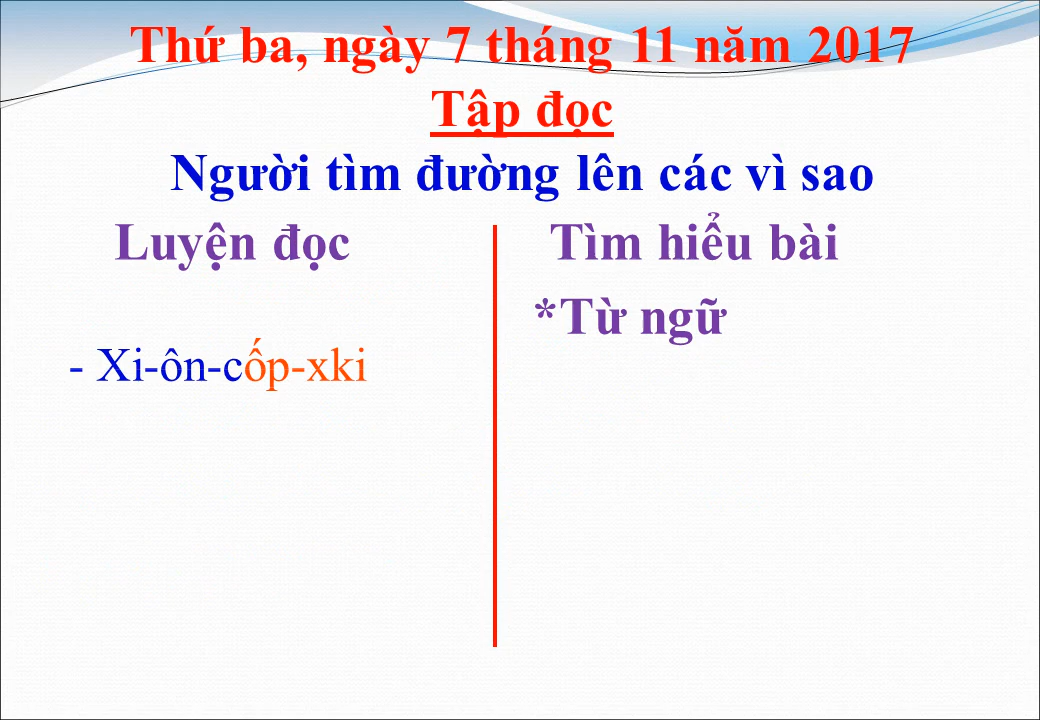 Thứ ba, ngày 7 tháng 11 năm 2017
Tập đọc
Người tìm đường lên các vì sao
Luyện đọc
- Xi-ôn-cốp-xki
Tìm hiểu bài
*Từ ngữ